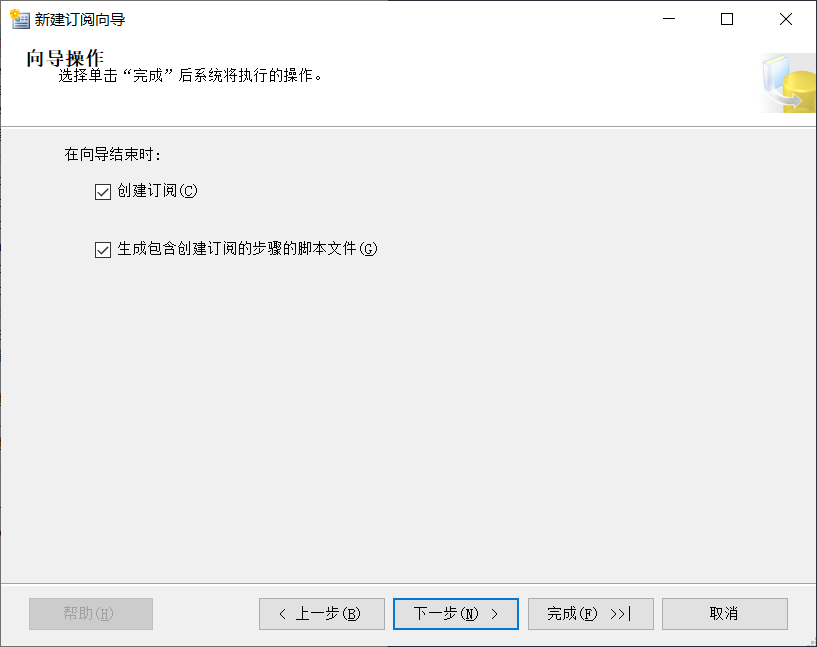 新建订阅向导
向导操作
选择单击“完成”后系统将执行的操作。
在向导结束时:
创建订阅(C)
生成包含创建订阅的步骤的脚本文件(G)
帮助(H)
< 上一步(B)
下一步(N) >
完成(F) >>|
取消